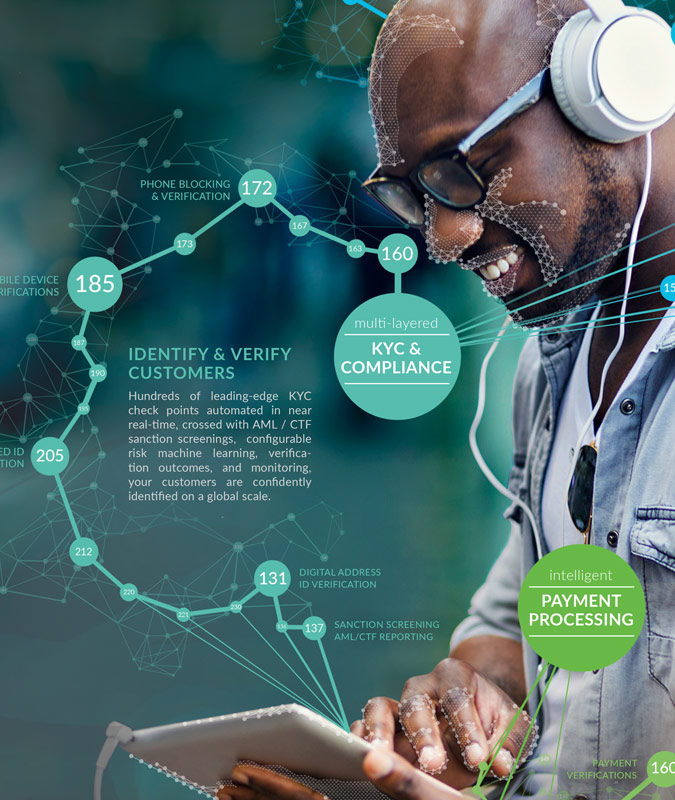 172
PHONE BLOCKING
& VERIFICATION
167
173
163
160
185
BILE DEVICE
RIFICATIONS
15
multi-layered
KYC &
COMPLIANCE
187
190
IDENTIFY & VERIFY
CUSTOMERS
Hundreds of leading-edge KYC
check points automated in near
real-time, crossed with AML / CTF
sanction screenings, configurable
risk machine learning, verifica-
tion outcomes, and monitoring,
your customers are confidently
identified on a global scale.
195
205
ED ID
TION
212
220
221
230
131
DIGITAL ADDRESS
ID VERIFICATION
137
SANCTION SCREENING
AML/CTF REPORTING
intelligent
PAYMENT
PROCESSING
PAYMENT
VERIFICATIONS
160